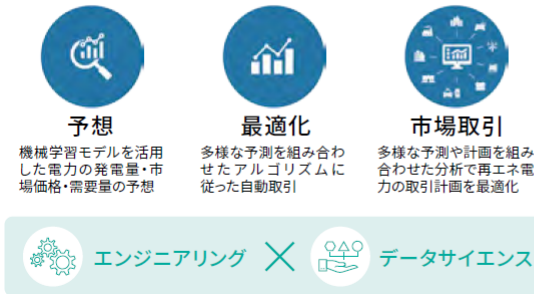 予想
機械学習モデルを活用
した電力の発電量・市
場価格・需要量の予想
最適化
多様な予測を組み合わ
せたアルゴリズムに
従った自動取引
市場取引
多様な予測や計画を組み
合わせた分析で再エネ電
力の取引計画を最適化
エンジニアリング × データサイエンス